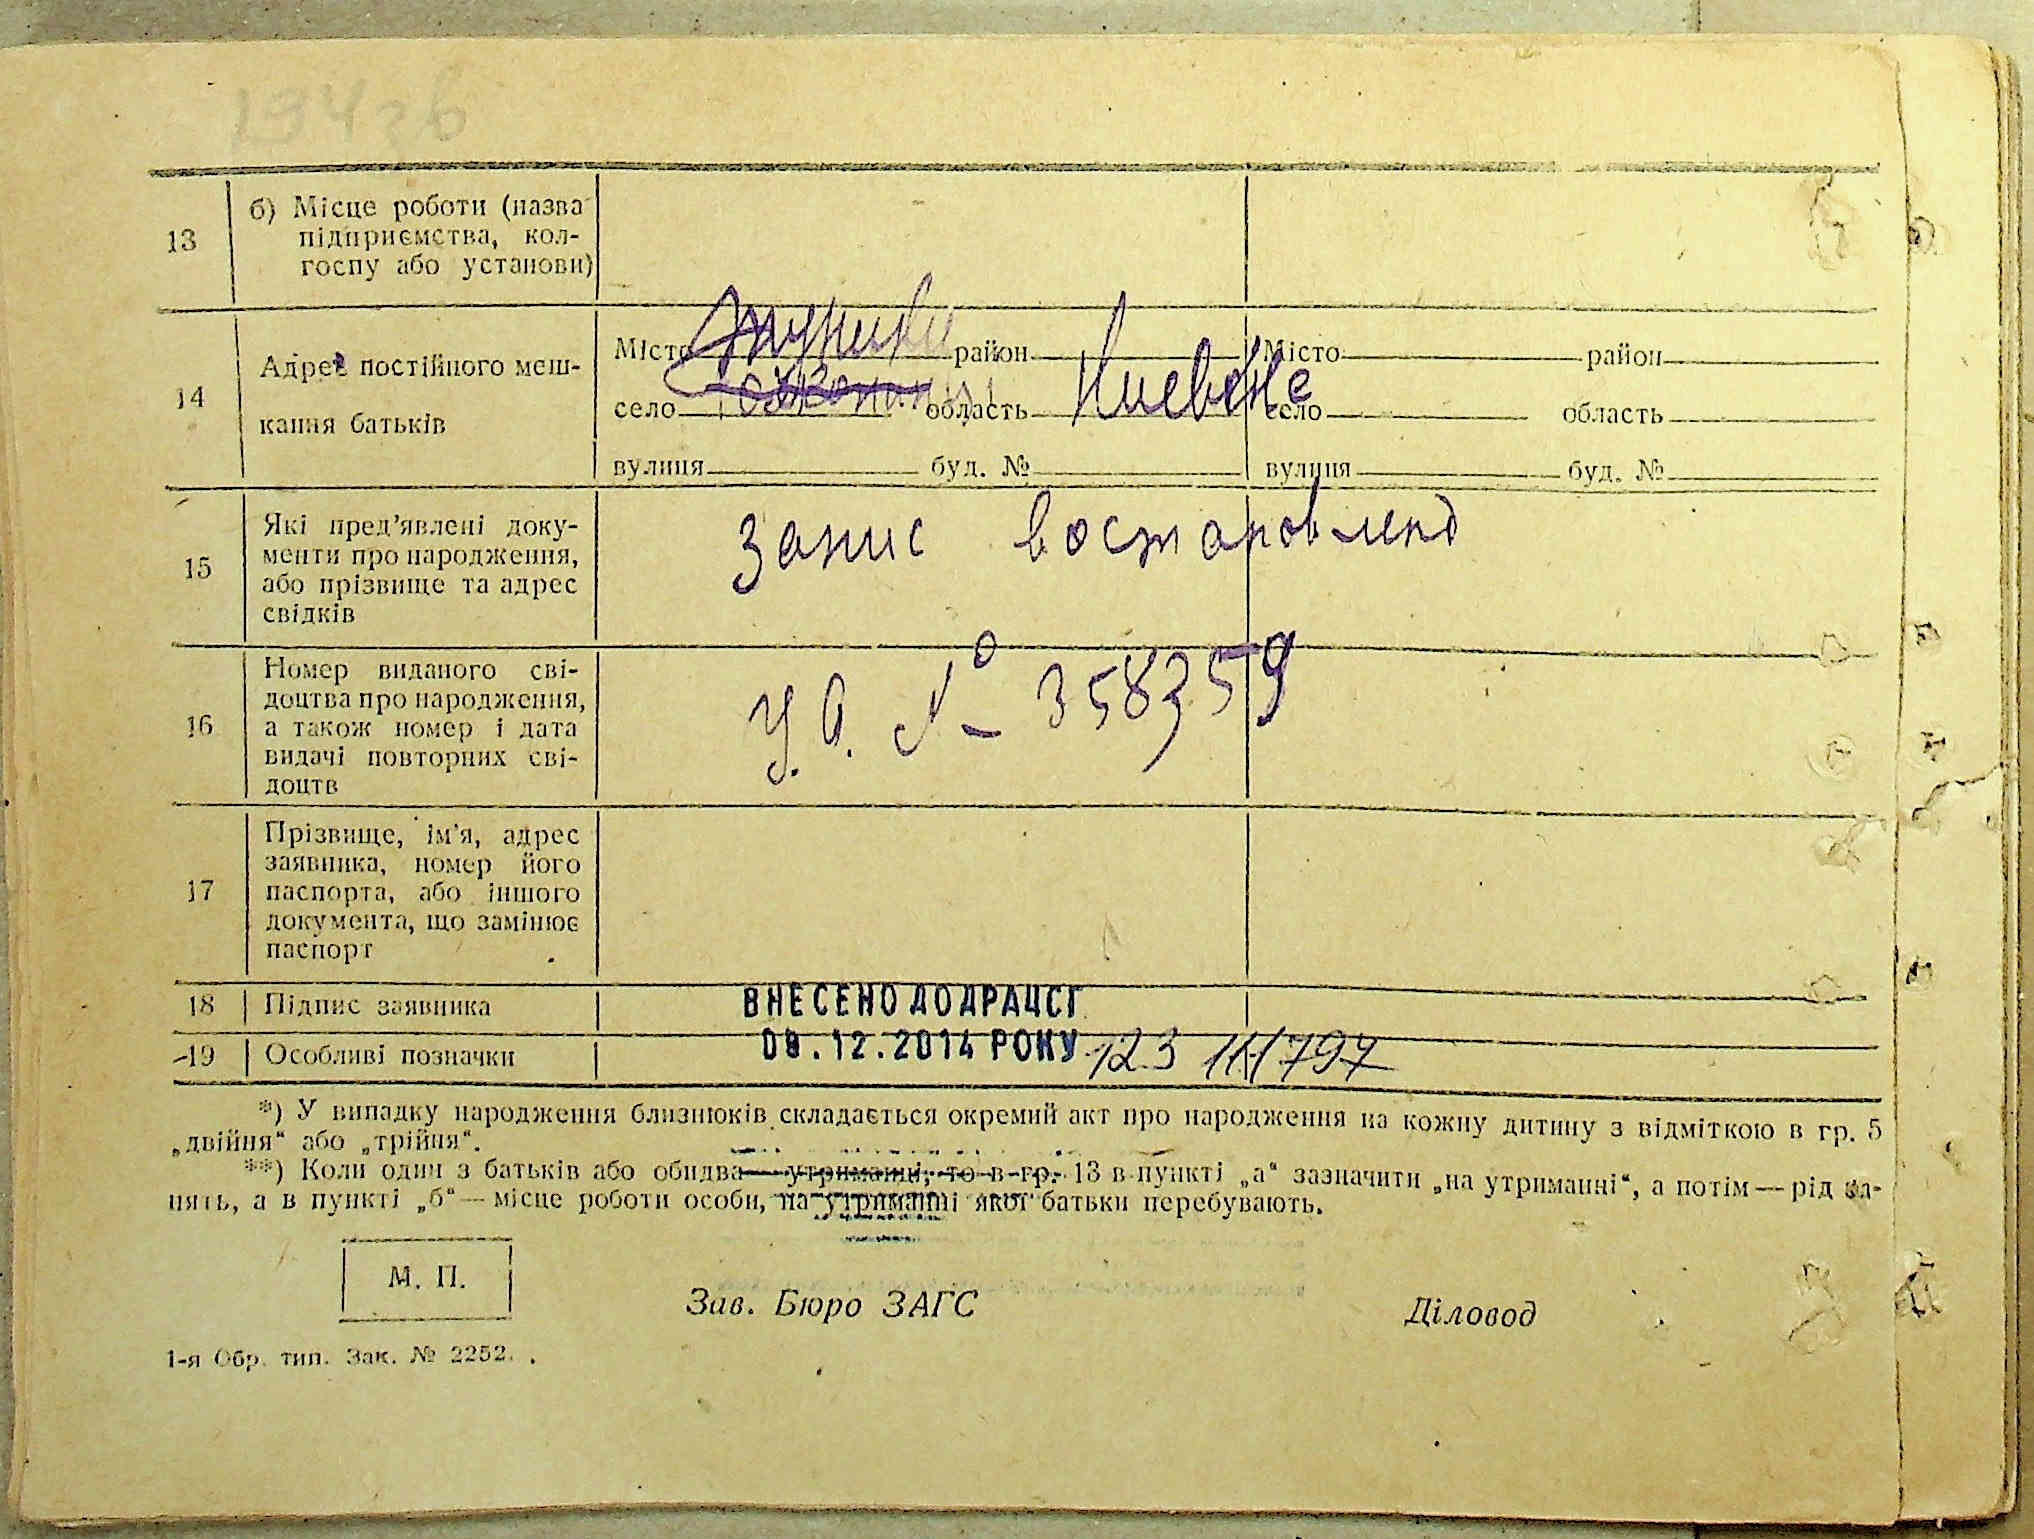 13
б) Місце роботи (назва
підприємства, кол-
госпу або установи)
14
Адрес постійного меш-
кання батьків
Місто район Місто район
село область Киевске село область
вулиця буд. № вулиця буд. №
15
Які пред’явлені доку-
менти про народження,
або прізвище та адрес
свідків
Запис востановлено
16
Номер виданого сві-
доцтва про народження,
а також номер і дата
видачі повторних сві-
доцтв
У. О. № 358359
17
Прізвище, ім’я, адрес
заявника, номер його
паспорта, або іншого
документа, що замінює
паспорт
18 Підпис заявника
ВНЕСЕНО ДО ДРАЦСГ
19 Особливі позначки
09.12.2014 РОКУ 123
*) У випадку народження близнюків складається окремий акт про народження на кожну дитину з відміткою в гр. 5
„двійня“ або „трійня“.
**) Коли один з батьків або обидва — утриманці, то в гр. 13 в пункті „а“ зазначити „на утриманні“, а потім — рід за-
нять, а в пункті „б“ — місце роботи особи, на утриманні якої батьки перебувають.
М. П.
Зав. Бюро ЗАГС Діловод
1-я Обр. тип. Зак. № 2252.